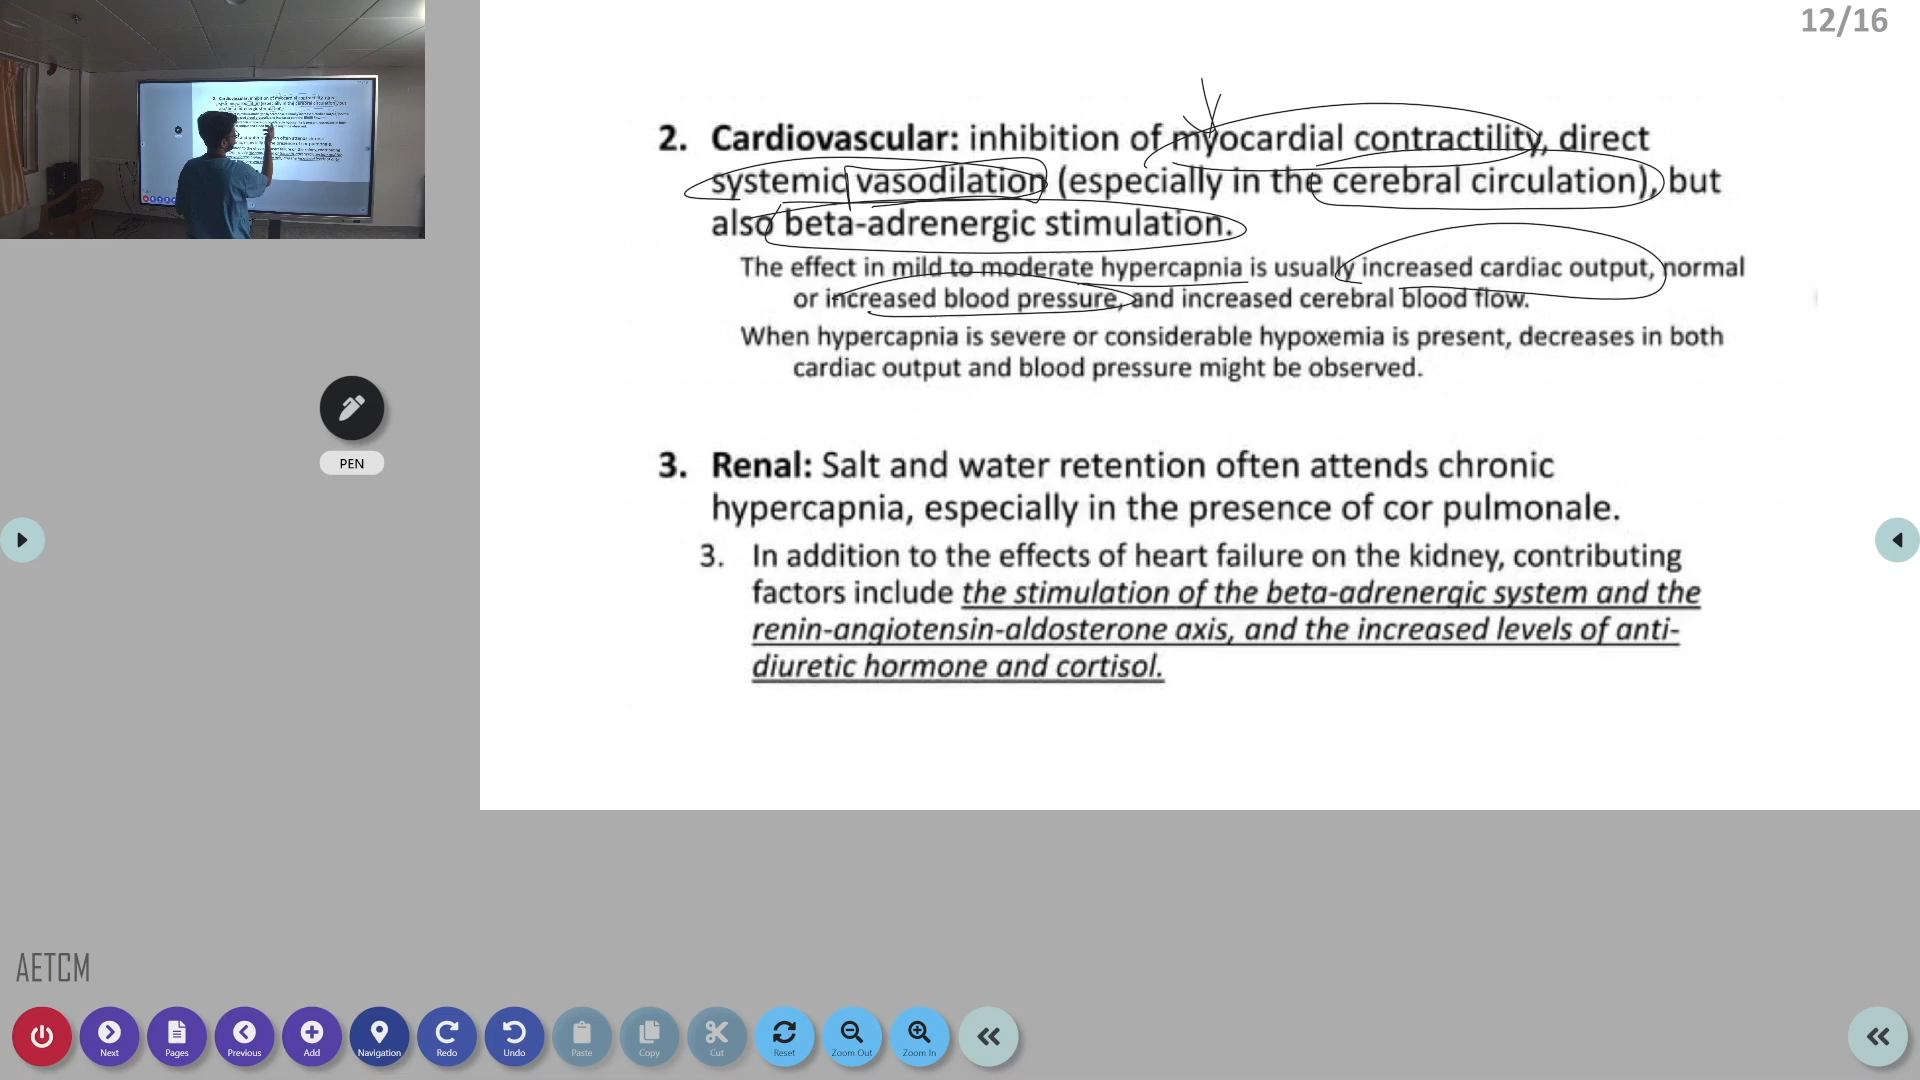 12/16
2. Cardiovascular: inhibition of myocardial contractility, direct
systemic vasodilation (especially in the cerebral circulation), but
also beta-adrenergic stimulation.
The effect in mild to moderate hypercapnia is usually increased cardiac output, normal
or increased blood pressure, and increased cerebral blood flow.
When hypercapnia is severe or considerable hypoxemia is present, decreases in both
cardiac output and blood pressure might be observed.
PEN
3. Renal: Salt and water retention often attends chronic
hypercapnia, especially in the presence of cor pulmonale.
3. In addition to the effects of heart failure on the kidney, contributing
factors include the stimulation of the beta-adrenergic system and the
renin-angiotensin-aldosterone axis, and the increased levels of anti-
diuretic hormone and cortisol.
AETCM
Next Pages Previous Add Navigation Redo Undo Paste Copy Cut Reset Zoom Out Zoom In